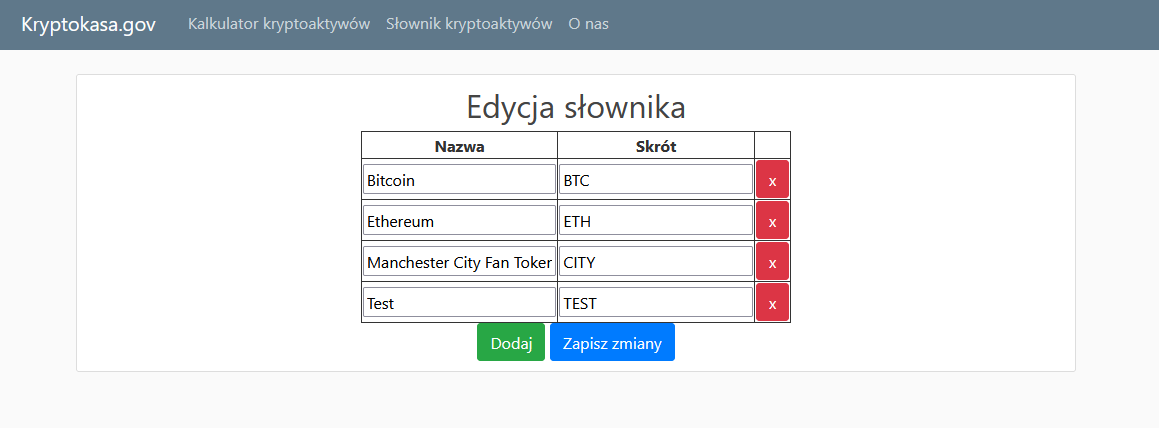 Kryptokasa.gov Kalkulator kryptoaktywów Słownik kryptoaktywów O nas
Edycja słownika
Nazwa Skrót
Bitcoin BTC x
Ethereum ETH x
Manchester City Fan Toker CITY x
Test TEST x
Dodaj Zapisz zmiany